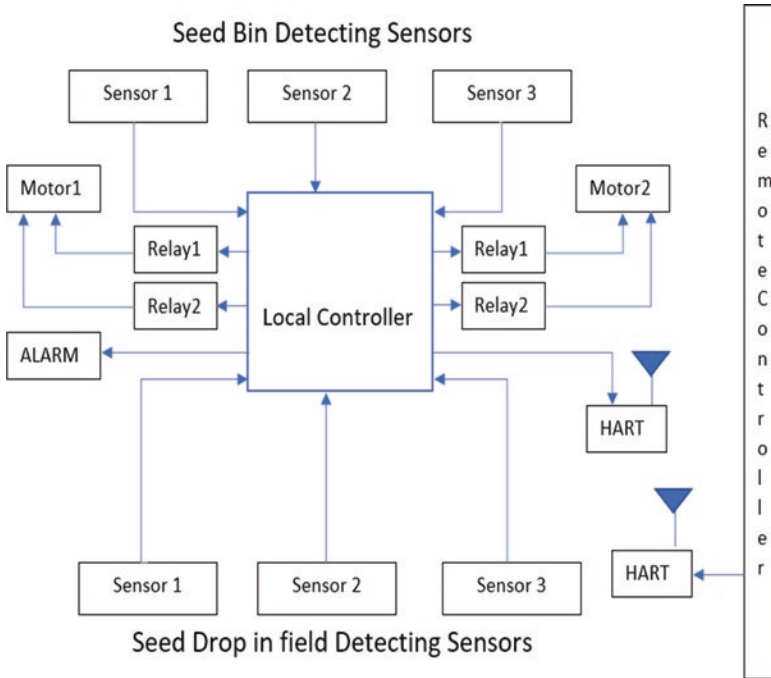 Seed Bin Detecting Sensors
Sensor 1
Sensor 2
Sensor 3
Motor1
Motor2
Relay1
Relay1
Relay2
Relay2
Local Controller
ALARM
HART
HART
Sensor 1
Sensor 2
Sensor 3
Seed Drop in field Detecting Sensors
RemoteController